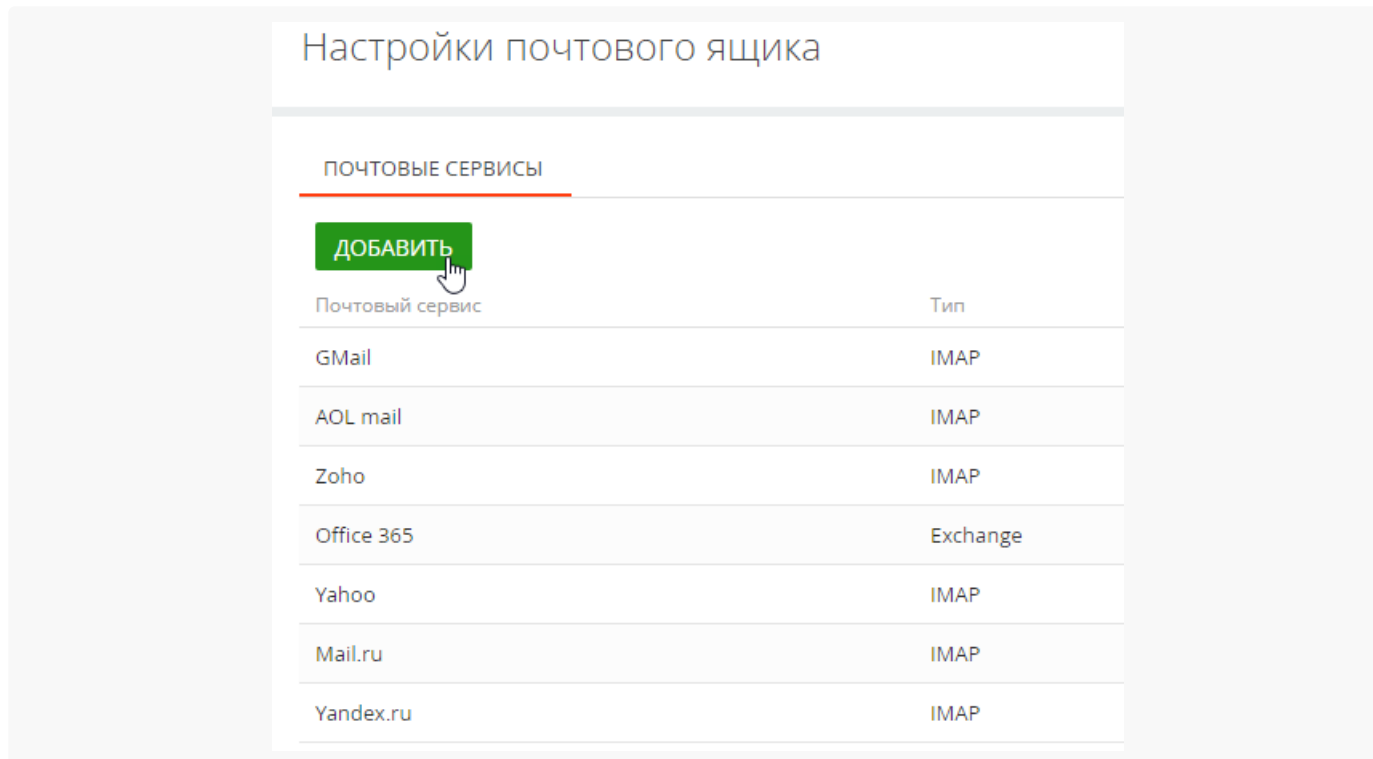 Настройки почтового ящика
ПОЧТОВЫЕ СЕРВИСЫ
ДОБАВИТЬ
Почтовый сервис Тип
GMail IMAP
AOL mail IMAP
Zoho IMAP
Office 365 Exchange
Yahoo IMAP
Mail.ru IMAP
Yandex.ru IMAP